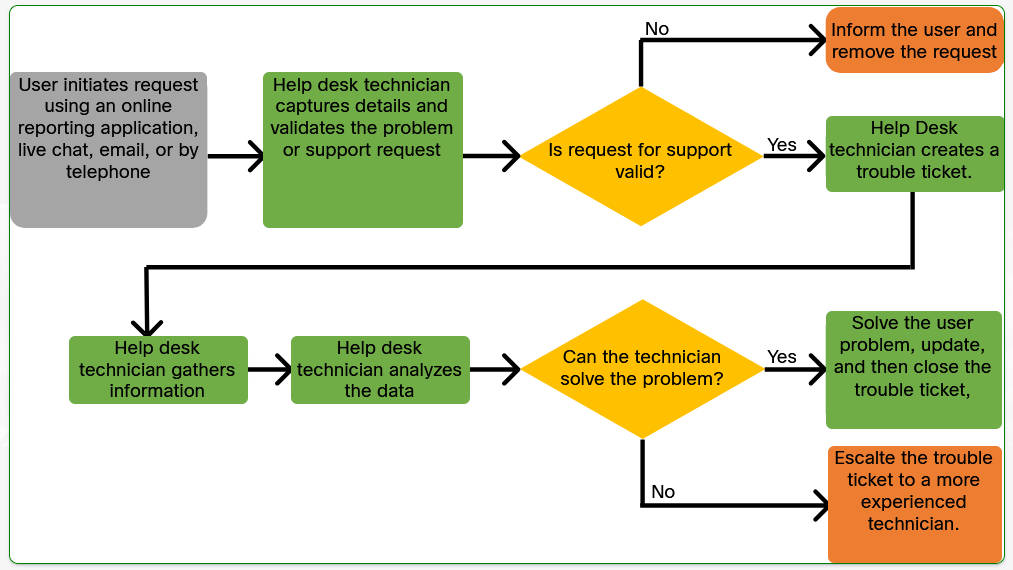 User initiates request
using an online
reporting application,
live chat, email, or by
telephone
Help desk technician
captures details and
validates the problem
or support request
Is request for support
valid?
No
Inform the user and
remove the request
Yes
Help Desk
technician creates a
trouble ticket.
Help desk
technician gathers
information
Help desk
technician analyzes
the data
Can the technician
solve the problem?
Yes
Solve the user
problem, update,
and then close the
trouble ticket,
No
Escalte the trouble
ticket to a more
experienced
technician.